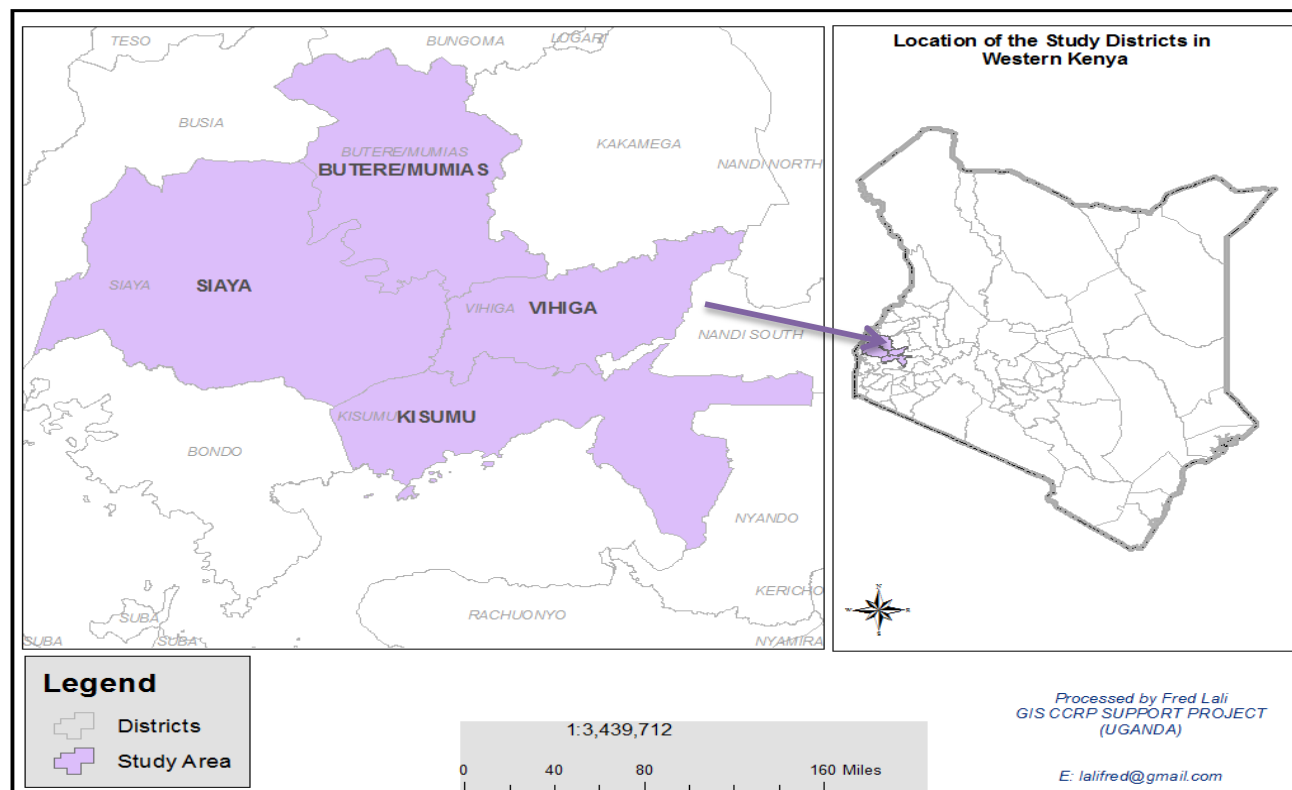 TESO
BUNGOMA
LUGARI
BUSIA
KAKAMEGA
BUTERE/MUMIAS
BUTERE/MUMIAS
NANDI NORTH
SIAYA
SIAYA
VIHIGA
VIHIGA
NANDI SOUTH
KISUMU
KISUMU
BONDO
NYANDO
KERICHO
RACHUONYO
SUBA
SUBA
SUBA
NYAMIRA
Location of the Study Districts in
Western Kenya
N
W
E
S
Legend
Districts
Study Area
1:3,439,712
0 40 80 160 Miles
Processed by Fred Lali
GIS CCRP SUPPORT PROJECT
(UGANDA)
E: lalifred@gmail.com